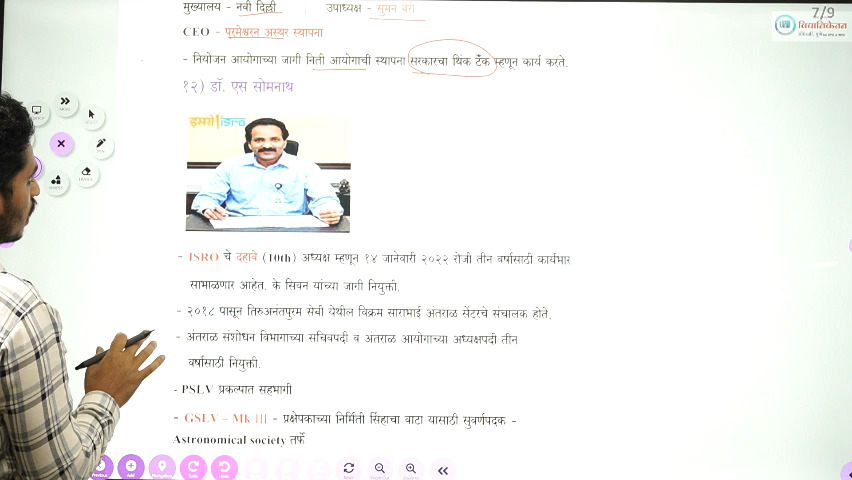 मुख्यालय - नवी दिल्ली उपाध्यक्ष - सुमन बेरी
7/9
विद्यानिकेतन
CEO - परमेश्वरन अय्यर स्थापना
- नियोजन आयोगाच्या जागी निती आयोगाची स्थापना सरकारचा थिंक टँक म्हणून कार्य करते.
१२) डॉ. एस सोमनाथ
इसरो isro
- ISRO चे दहावे (10th) अध्यक्ष म्हणून १४ जानेवारी २०२२ रोजी तीन वर्षासाठी कार्यभार
सांभाळणार आहेत. के सिवन यांच्या जागी नियुक्ती.
- २०१८ पासून तिरुअनंतपुरम सेवी येथील विक्रम साराभाई अंतराळ सेंटरचे संचालक होते.
- अंतराळ संशोधन विभागाच्या सचिवपदी व अंतराळ आयोगाच्या अध्यक्षपदी तीन
वर्षासाठी नियुक्ती.
- PSLV प्रकल्पात सहभागी
- GSLV – Mk III - प्रक्षेपकाच्या निर्मिती सिंहाचा वाटा यासाठी सुवर्णपदक -
Astronomical society तर्फे